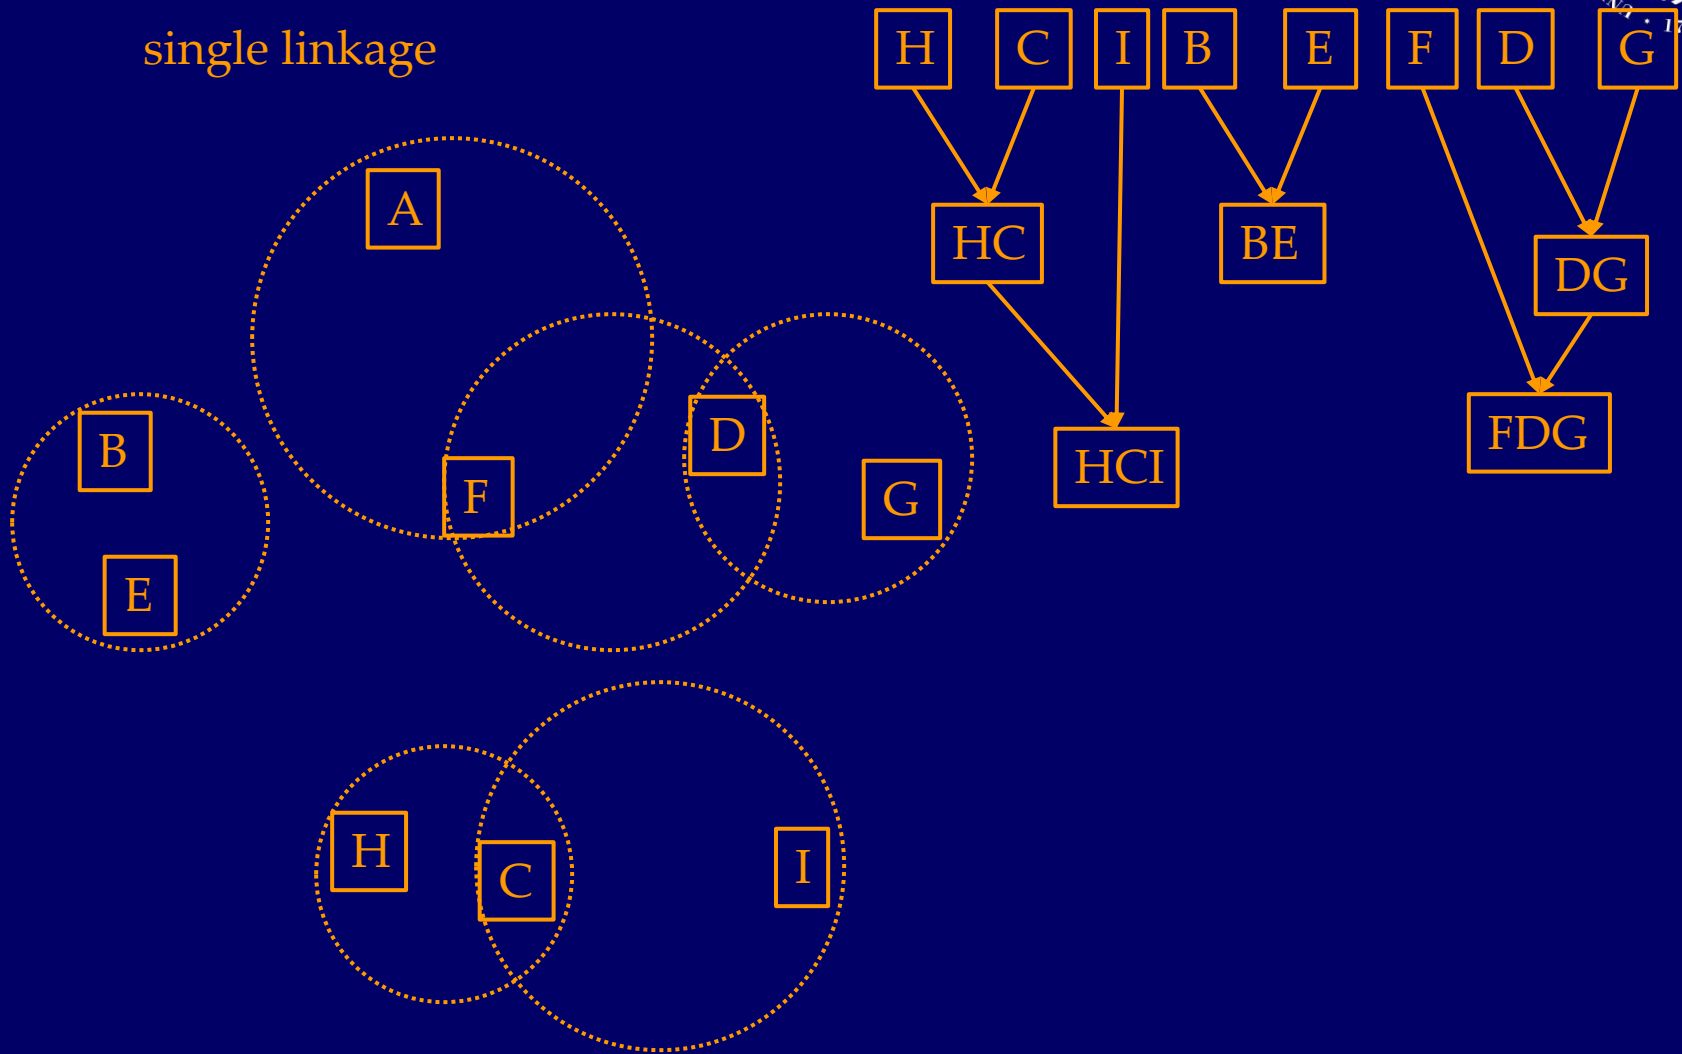 single linkage
H C I B E F D G
A
HC BE
DG
B
D
FDG
F
HCI
G
E
H
C
I